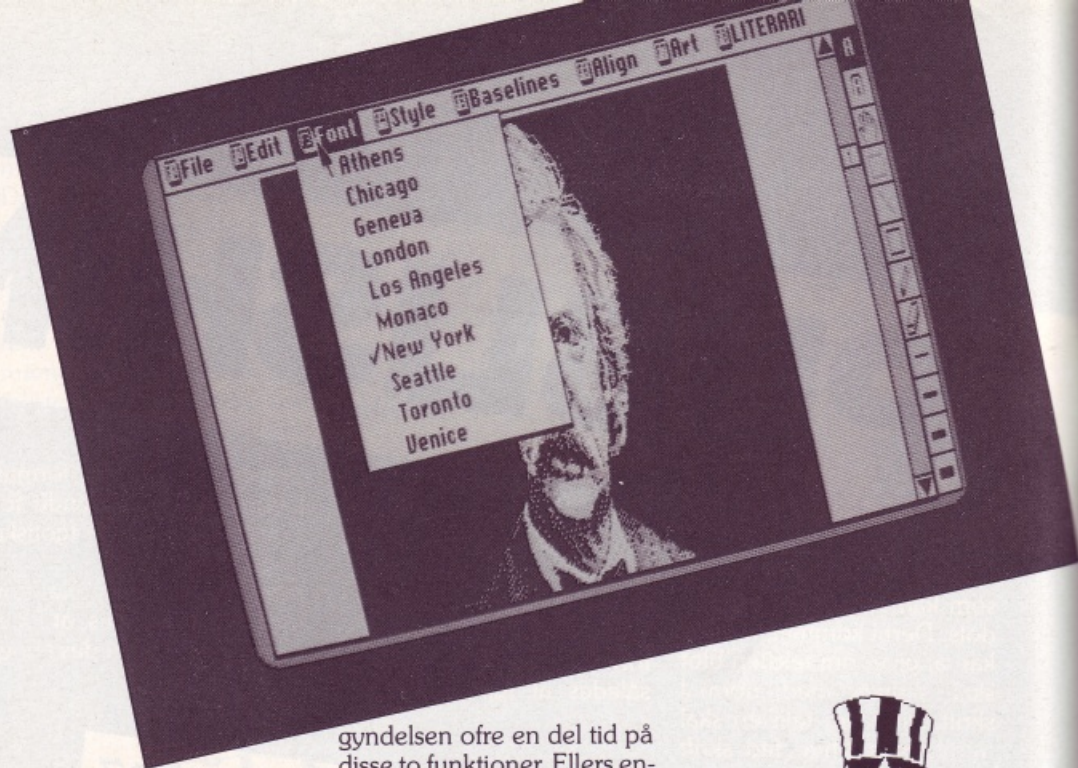 File Edit Font Style Baselines Align Art LITERARI
Athens
Chicago
Geneva
London
Los Angeles
Monaco
✓New York
Seattle
Toronto
Venice
A
gyndelsen ofre en del tid på
disse to funktioner. Ellers en-